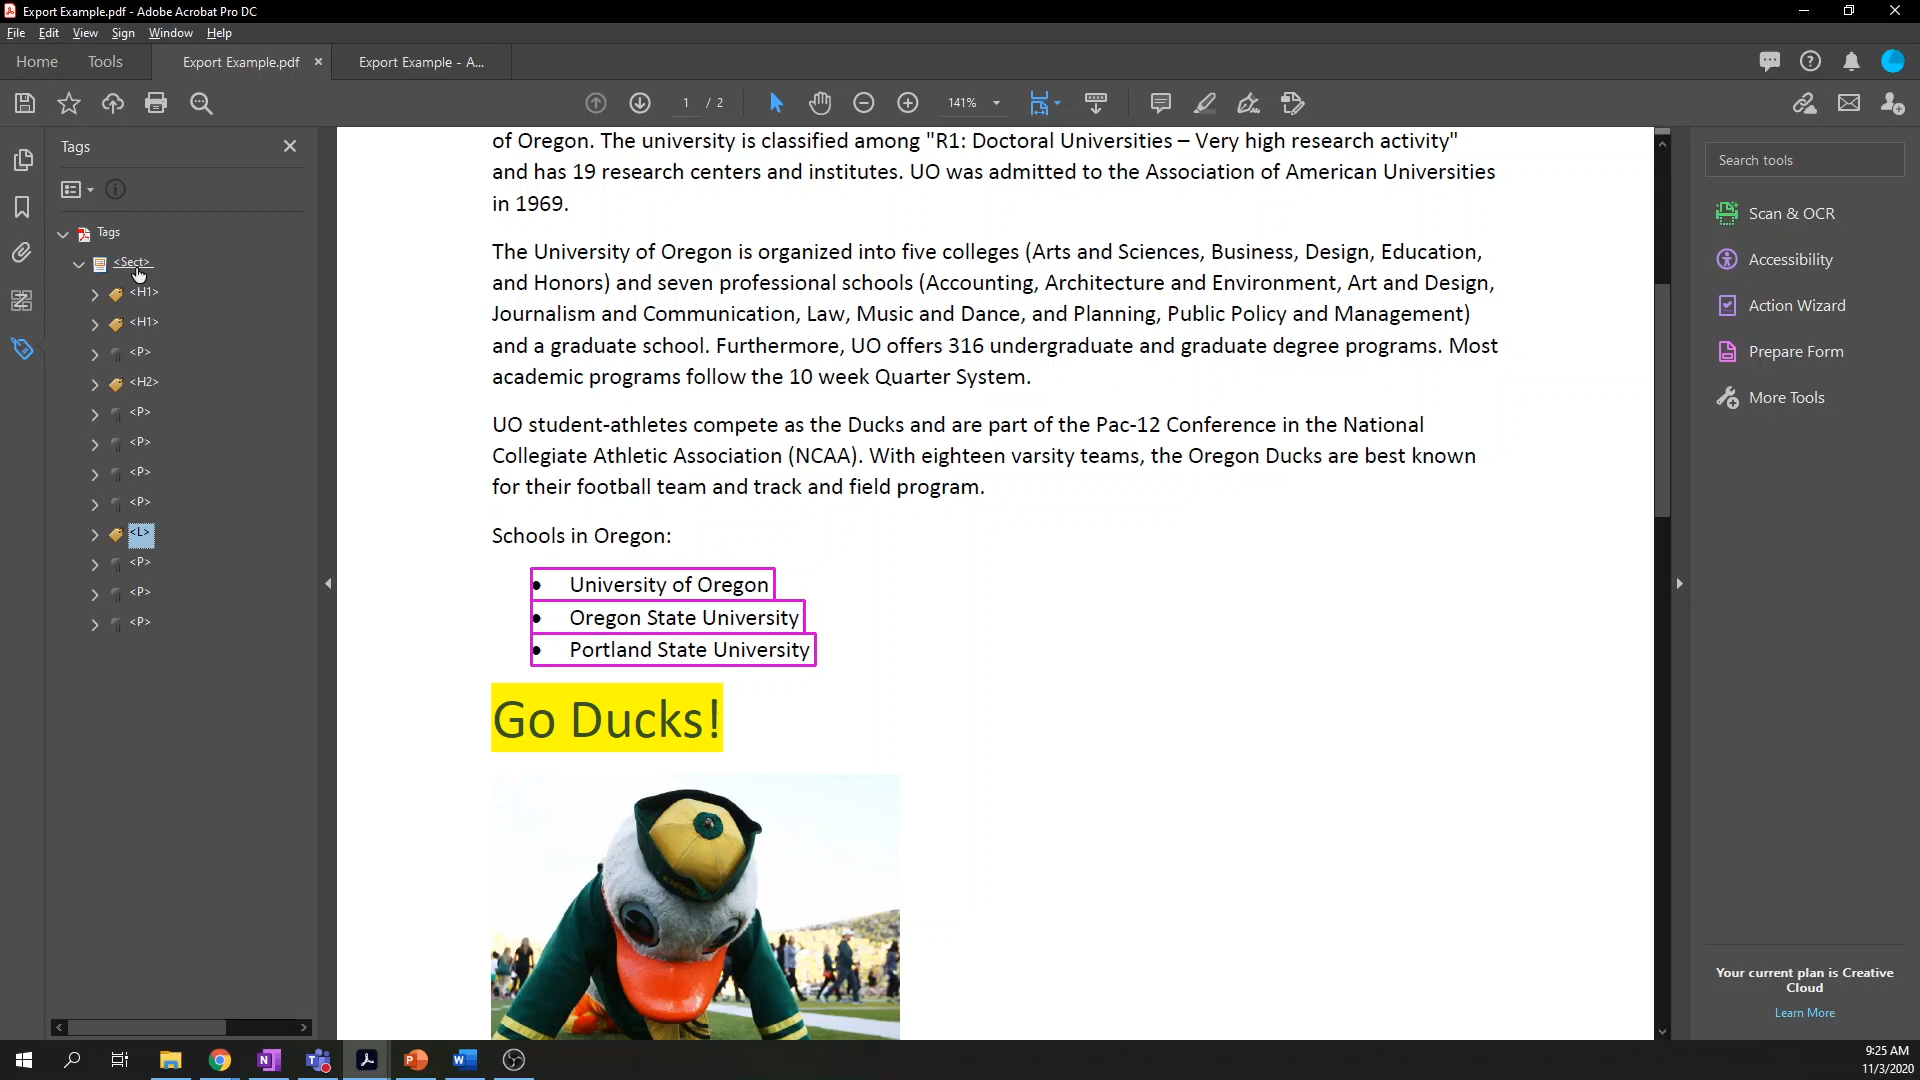 Export Example.pdf - Adobe Acrobat Pro DC
File Edit View Sign Window Help
Home Tools Export Example.pdf Export Example - A...
1 / 2 141%
Tags
Tags
<Sect>
<H1>
<H1>
<P>
<H2>
<P>
<P>
<P>
<P>
<L>
<P>
<P>
<P>
of Oregon. The university is classified among "R1: Doctoral Universities – Very high research activity"
and has 19 research centers and institutes. UO was admitted to the Association of American Universities
in 1969.
The University of Oregon is organized into five colleges (Arts and Sciences, Business, Design, Education,
and Honors) and seven professional schools (Accounting, Architecture and Environment, Art and Design,
Journalism and Communication, Law, Music and Dance, and Planning, Public Policy and Management)
and a graduate school. Furthermore, UO offers 316 undergraduate and graduate degree programs. Most
academic programs follow the 10 week Quarter System.
UO student-athletes compete as the Ducks and are part of the Pac-12 Conference in the National
Collegiate Athletic Association (NCAA). With eighteen varsity teams, the Oregon Ducks are best known
for their football team and track and field program.
Schools in Oregon:
• University of Oregon
• Oregon State University
• Portland State University
Go Ducks!
Search tools
Scan & OCR
Accessibility
Action Wizard
Prepare Form
More Tools
Your current plan is Creative
Cloud
Learn More
9:25 AM
11/3/2020